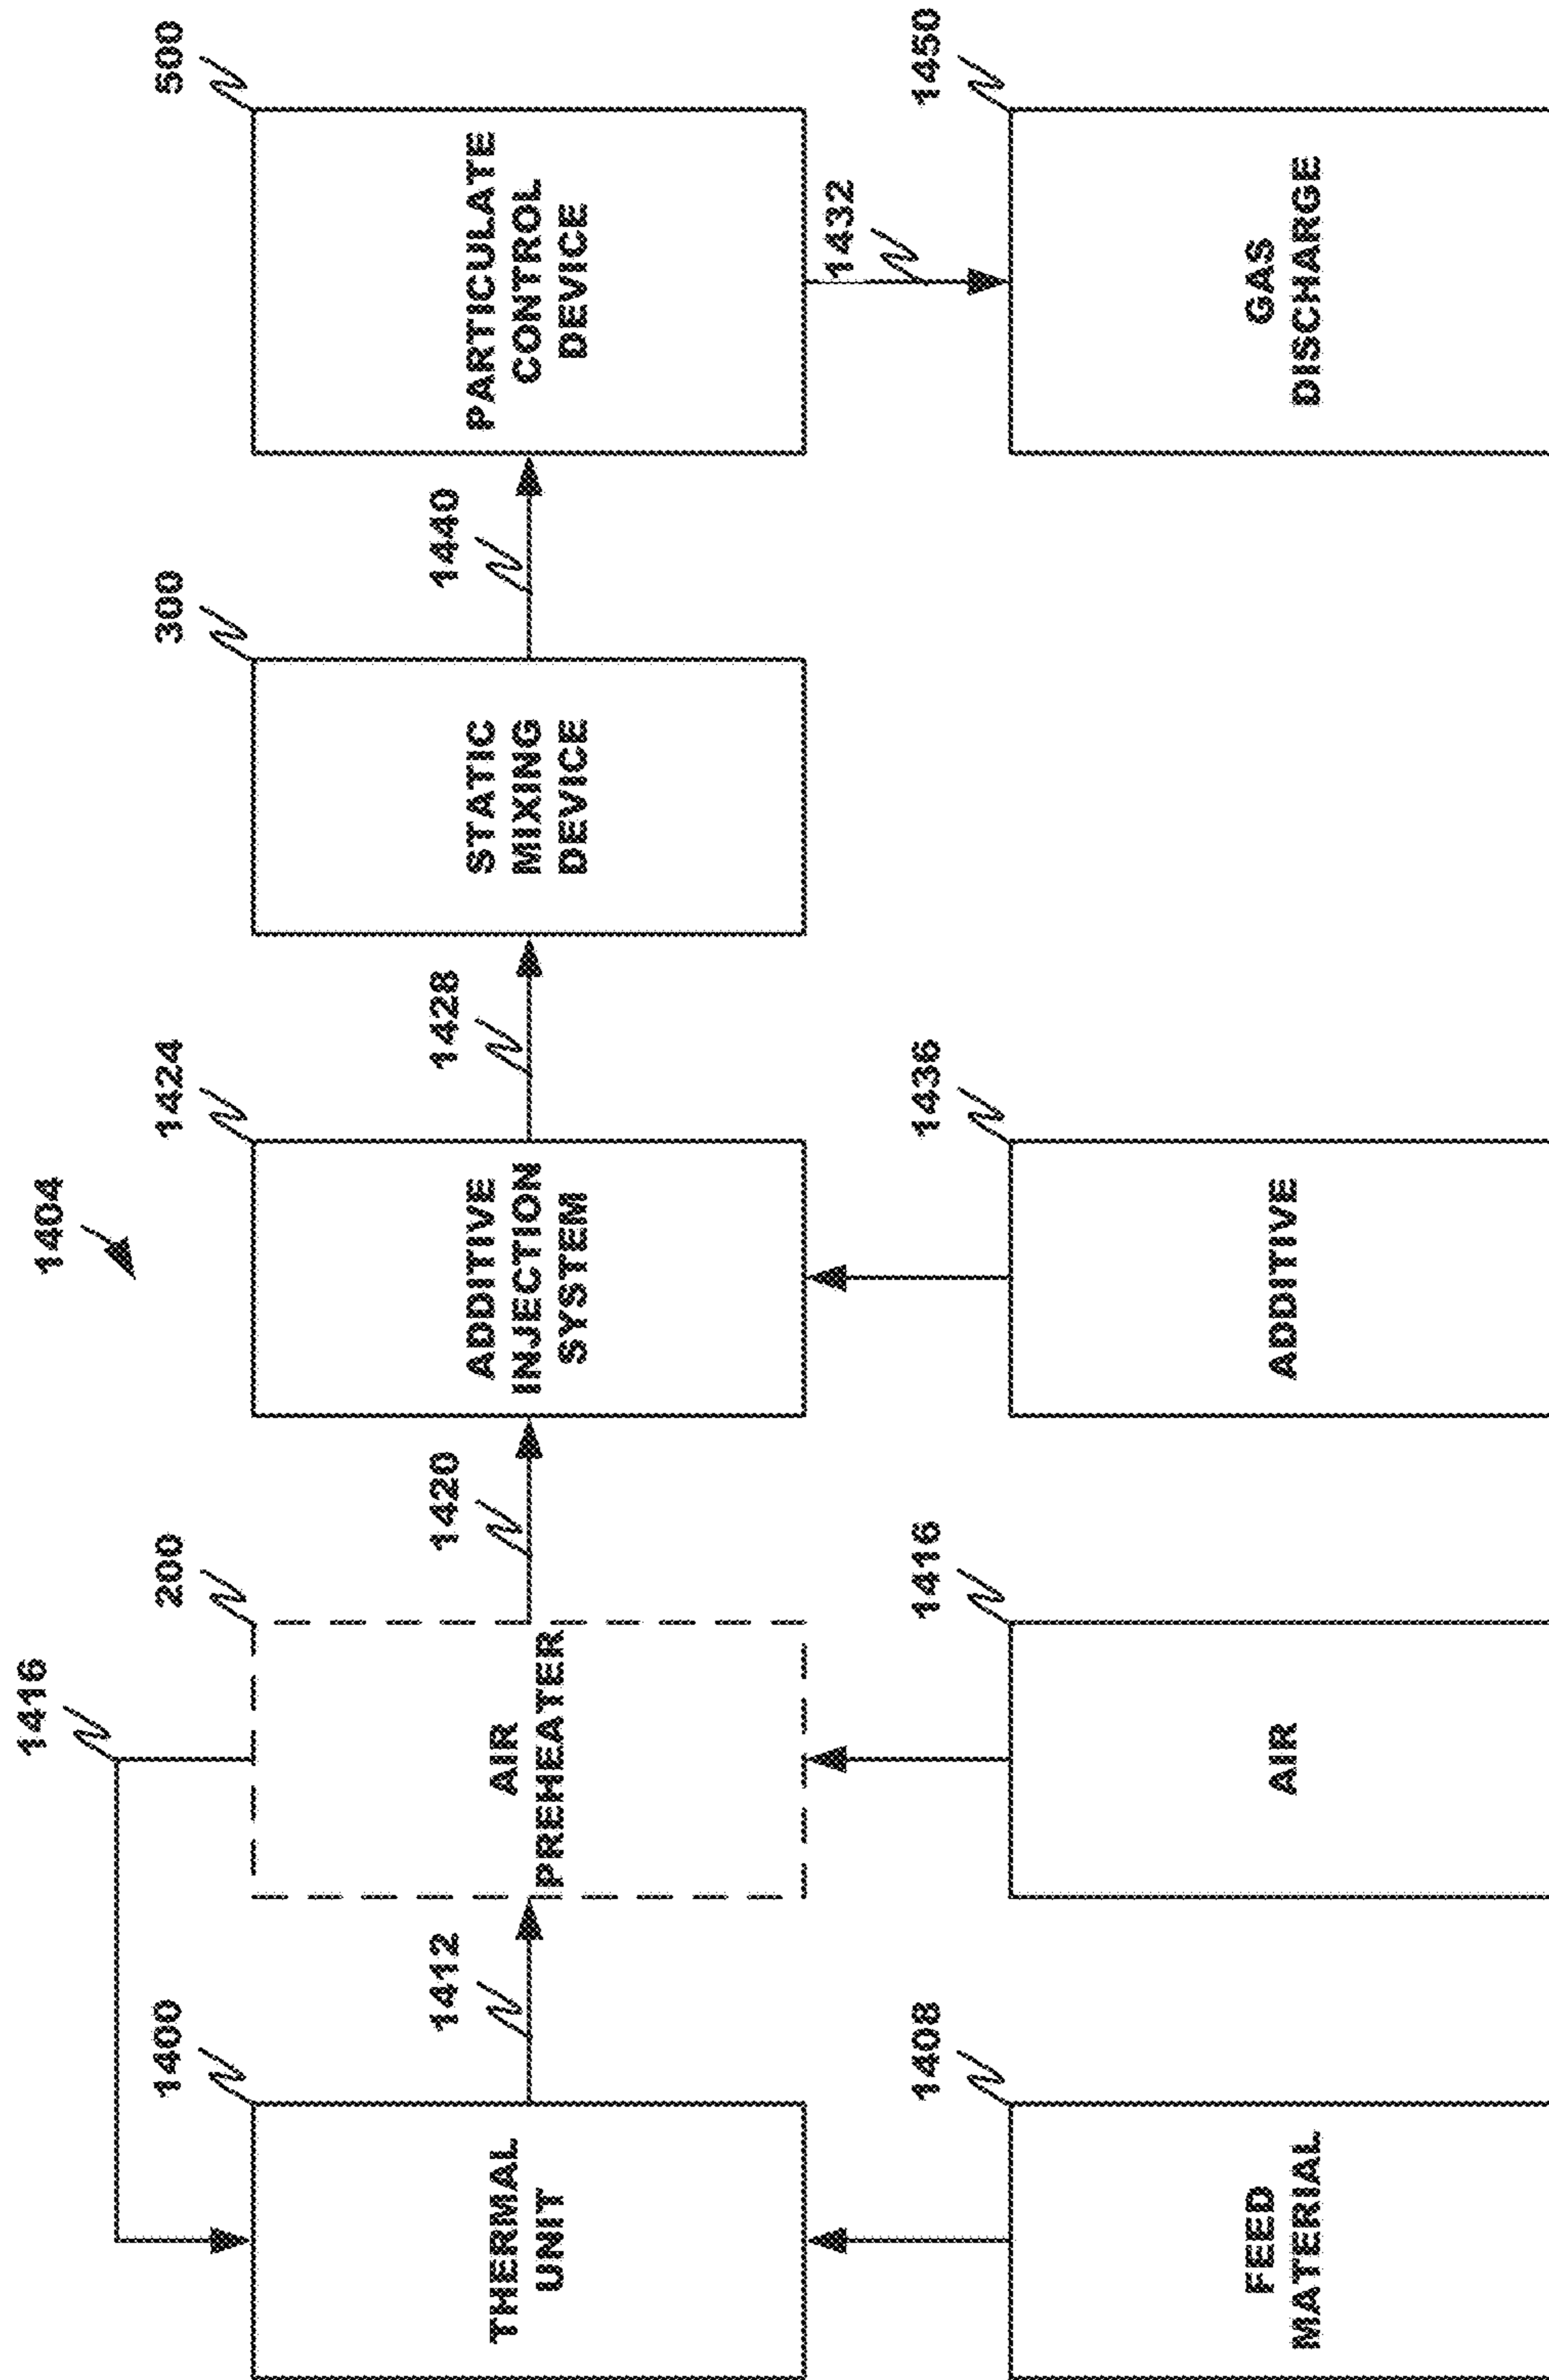 1404
1416
1400
THERMAL
UNIT
1412
200
AIR
PREHEATER
1420
1424
ADDITIVE
INJECTION
SYSTEM
1428
300
STATIC
MIXING
DEVICE
1440
500
PARTICULATE
CONTROL
DEVICE
1432
1408
FEED
MATERIAL
1416
AIR
1436
ADDITIVE
1450
GAS
DISCHARGE